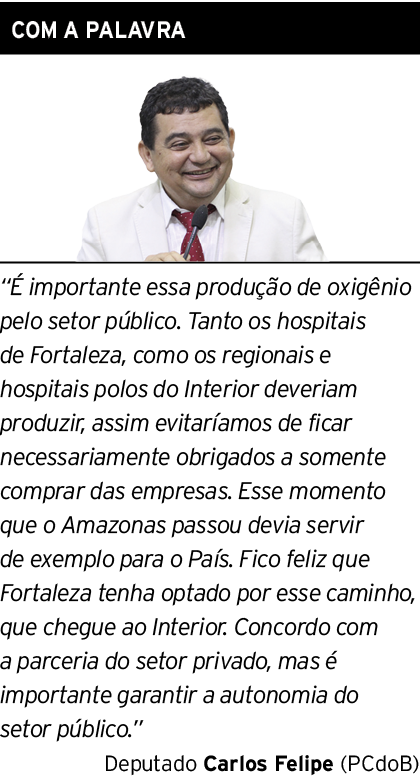 COM A PALAVRA
“É importante essa produção de oxigênio
pelo setor público. Tanto os hospitais
de Fortaleza, como os regionais e
hospitais polos do Interior deveriam
produzir, assim evitaríamos de ficar
necessariamente obrigados a somente
comprar das empresas. Esse momento
que o Amazonas passou devia servir
de exemplo para o País. Fico feliz que
Fortaleza tenha optado por esse caminho,
que chegue ao Interior. Concordo com
a parceria do setor privado, mas é
importante garantir a autonomia do
setor público.”
Deputado Carlos Felipe (PCdoB)